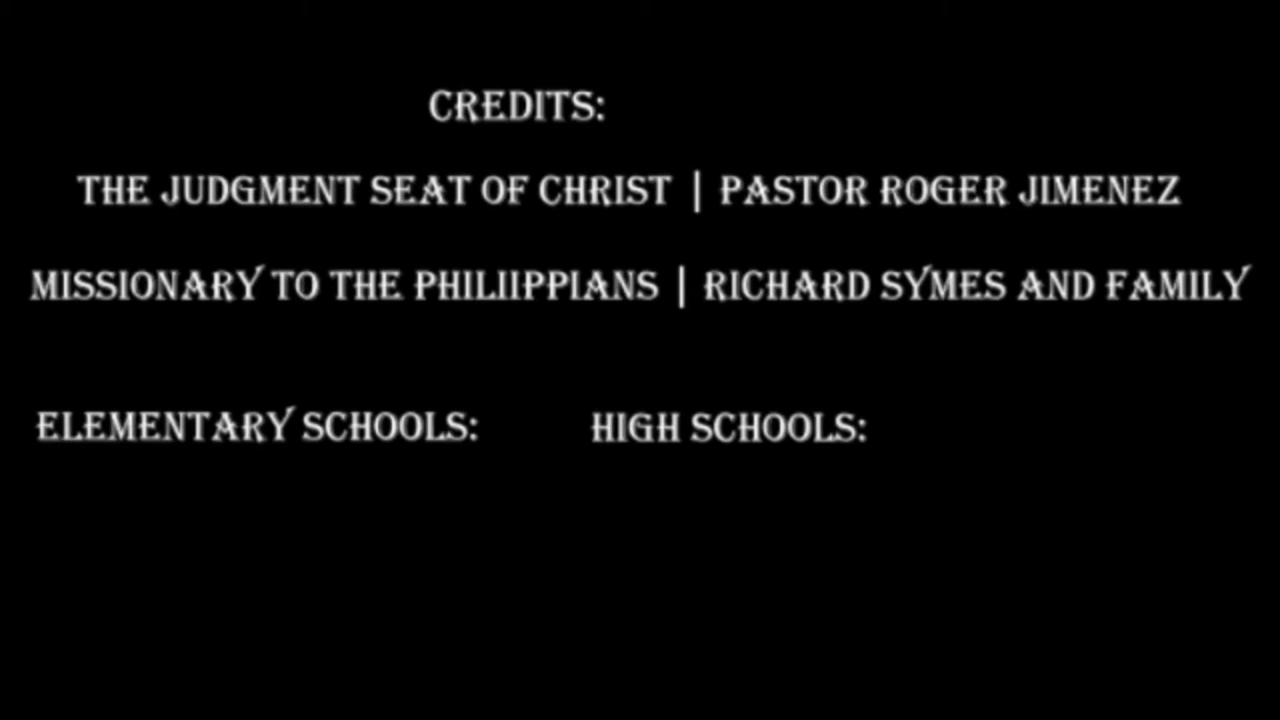 CREDITS:
THE JUDGMENT SEAT OF CHRIST | PASTOR ROGER JIMENEZ
MISSIONARY TO THE PHILIIPPIANS | RICHARD SYMES AND FAMILY
ELEMENTARY SCHOOLS: HIGH SCHOOLS: